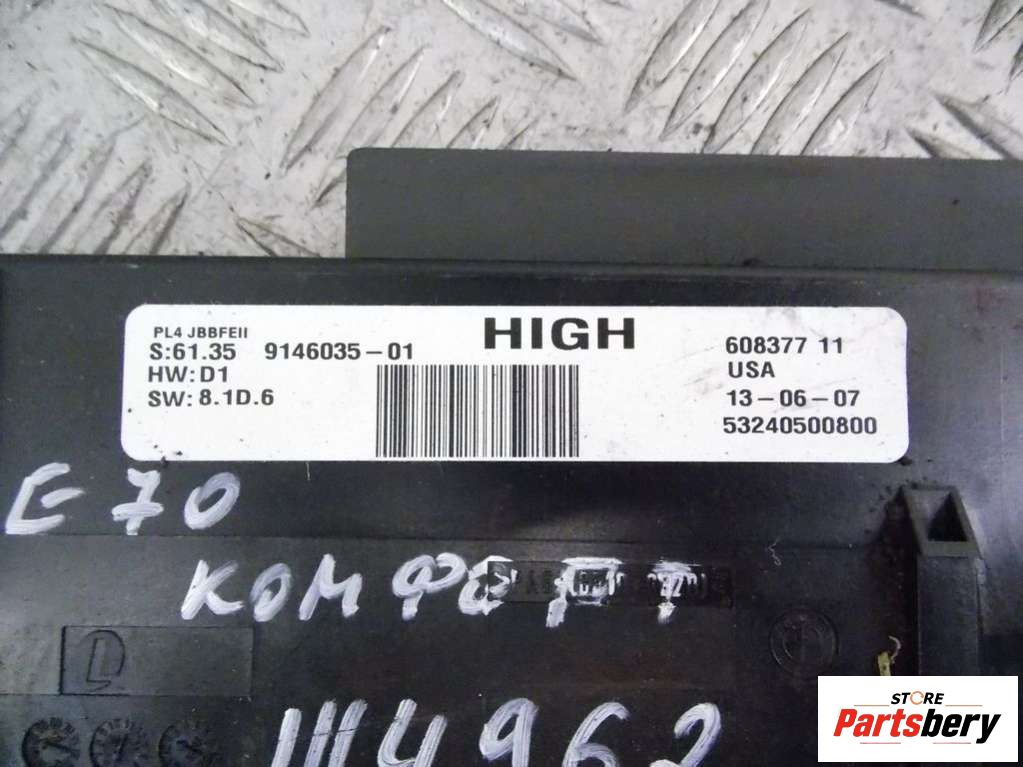 PL4 JBBFEII
HIGH
S:61.35 9146035-01
608377 11
HW:D1
USA
SW:8.1D.6
13-06-07
53240500800
E70
КОМФОРТ
1114962
STORE
Partsbery